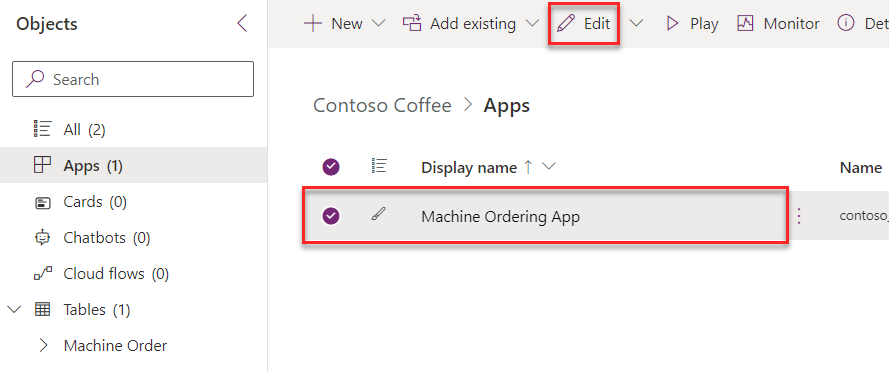 Objects
Search
All (2)
Apps (1)
Cards (0)
Chatbots (0)
Cloud flows (0)
Tables (1)
Machine Order
New Add existing Edit Play Monitor Det
Contoso Coffee > Apps
Display name ↑ Name
Machine Ordering App contoso_